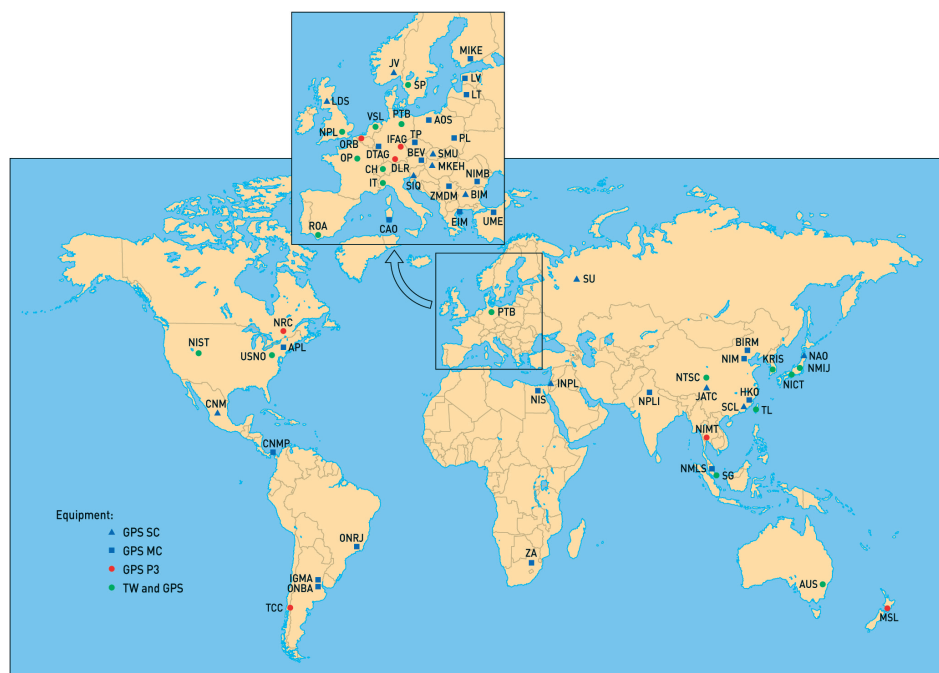 MIKE
JV
LV
SP
LT
LDS
VSL
PTB
AOS
NPL
TP
PL
ORB
IFAG
BEV
SMU
OP
DTAG
MKEH
CH
DLR
NIMB
IT
SIQ
ZMDM
BIM
ROA
CAO
EIM
UME
SU
PTB
NRC
NIST
USNO
APL
BIRM
NIM
KRIS
NAO
NMIJ
NICT
NTSC
JATC
HKO
SCL
TL
INPL
NIS
NPLI
CNM
NIMT
CNMP
NMLS
SG
Equipment:
GPS SC
GPS MC
GPS P3
TW and GPS
ONRJ
ZA
IGMA
ONBA
AUS
TCC
MSL